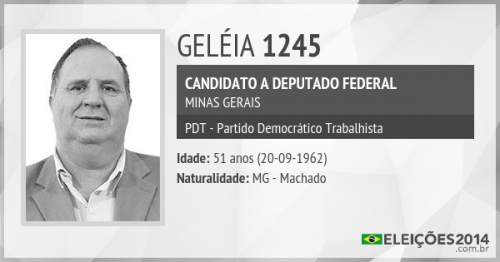 GELÉIA 1245
CANDIDATO A DEPUTADO FEDERAL
MINAS GERAIS
PDT - Partido Democrático Trabalhista
Idade: 51 anos (20-09-1962)
Naturalidade: MG - Machado
ELEIÇÕES2014
.com.br